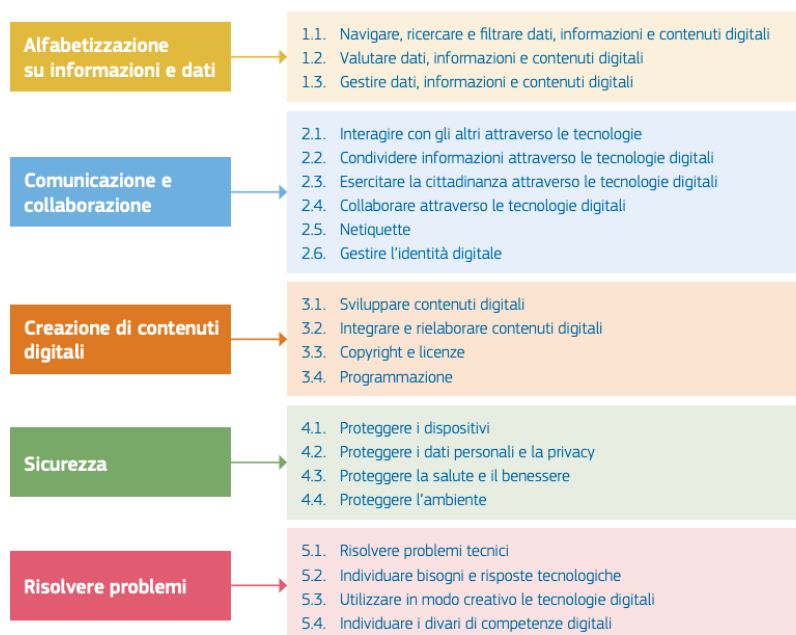 Alfabetizzazione
su informazioni e dati
1.1. Navigare, ricercare e filtrare dati, informazioni e contenuti digitali
1.2. Valutare dati, informazioni e contenuti digitali
1.3. Gestire dati, informazioni e contenuti digitali
Comunicazione e
collaborazione
2.1. Interagire con gli altri attraverso le tecnologie
2.2. Condividere informazioni attraverso le tecnologie digitali
2.3. Esercitare la cittadinanza attraverso le tecnologie digitali
2.4. Collaborare attraverso le tecnologie digitali
2.5. Netiquette
2.6. Gestire l'identità digitale
Creazione di contenuti
digitali
3.1. Sviluppare contenuti digitali
3.2. Integrare e rielaborare contenuti digitali
3.3. Copyright e licenze
3.4. Programmazione
Sicurezza
4.1. Proteggere i dispositivi
4.2. Proteggere i dati personali e la privacy
4.3. Proteggere la salute e il benessere
4.4. Proteggere l'ambiente
Risolvere problemi
5.1. Risolvere problemi tecnici
5.2. Individuare bisogni e risposte tecnologiche
5.3. Utilizzare in modo creativo le tecnologie digitali
5.4. Individuare i divari di competenze digitali